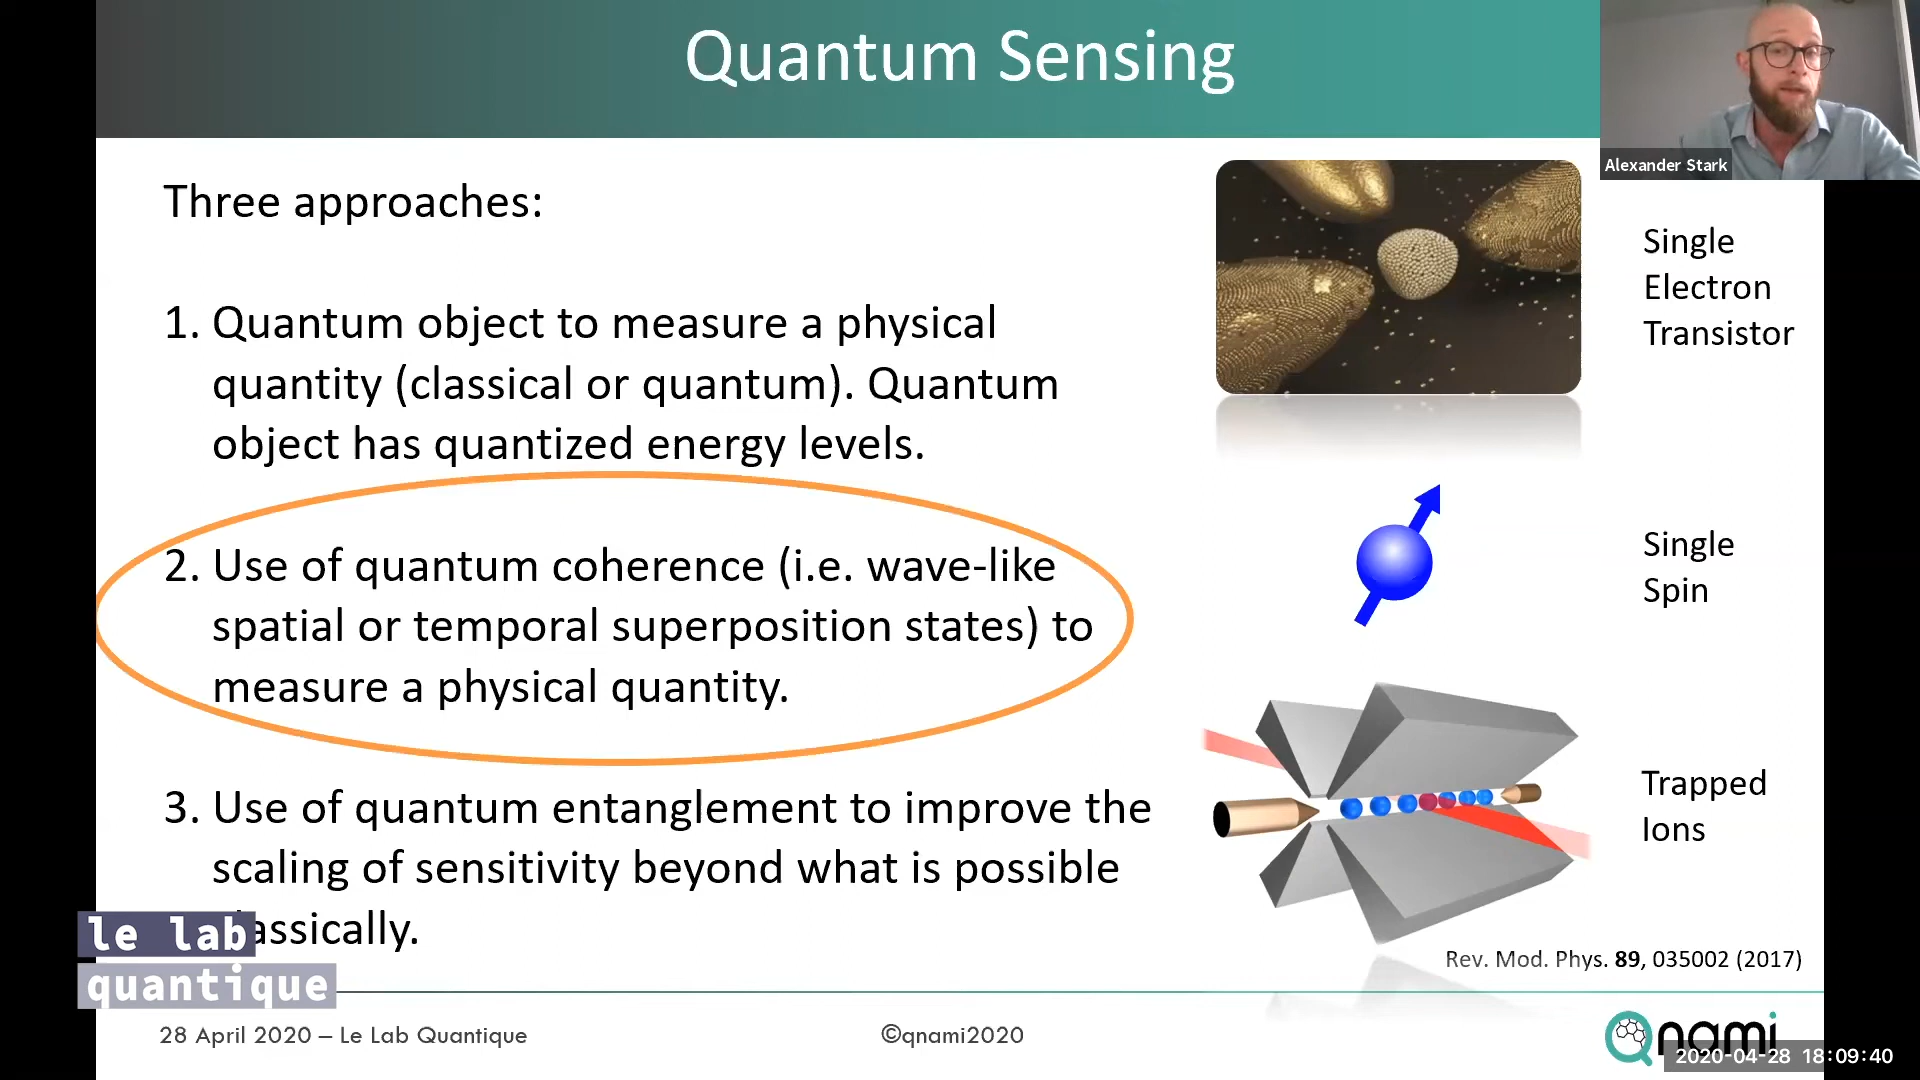 Quantum Sensing
Alexander Stark
Three approaches:
1. Quantum object to measure a physical
quantity (classical or quantum). Quantum
object has quantized energy levels.
2. Use of quantum coherence (i.e. wave-like
spatial or temporal superposition states) to
measure a physical quantity.
3. Use of quantum entanglement to improve the
scaling of sensitivity beyond what is possible
assically.
Single
Electron
Transistor
Single
Spin
Trapped
Ions
Rev. Mod. Phys. 89, 035002 (2017)
le lab
quantique
28 April 2020 – Le Lab Quantique
©qnami2020
Qnami
2020-04-28 18:09:40